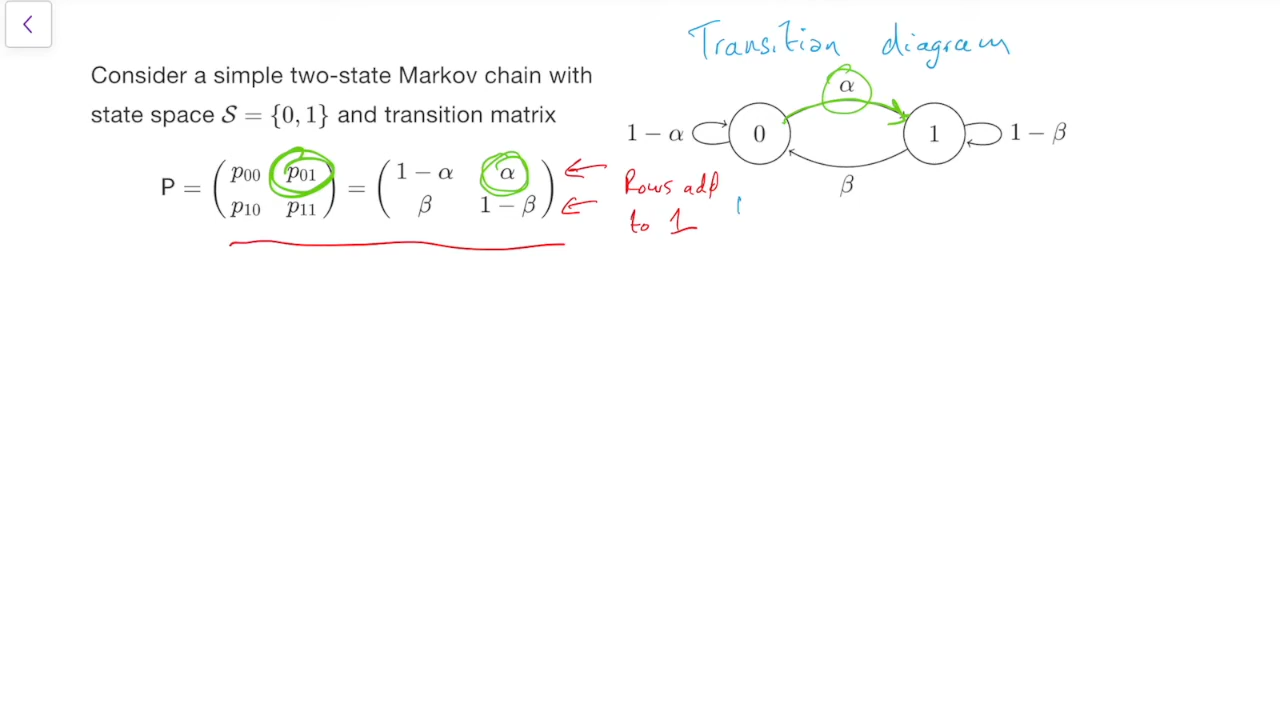 Transition diagram
Consider a simple two-state Markov chain with
state space 𝒮 = {0, 1} and transition matrix
P = ( p₀₀ p₀₁ ; p₁₀ p₁₁ ) = ( 1 − α α ; β 1 − β )
Rows add
to 1
α
1 − α 0 1 1 − β
β